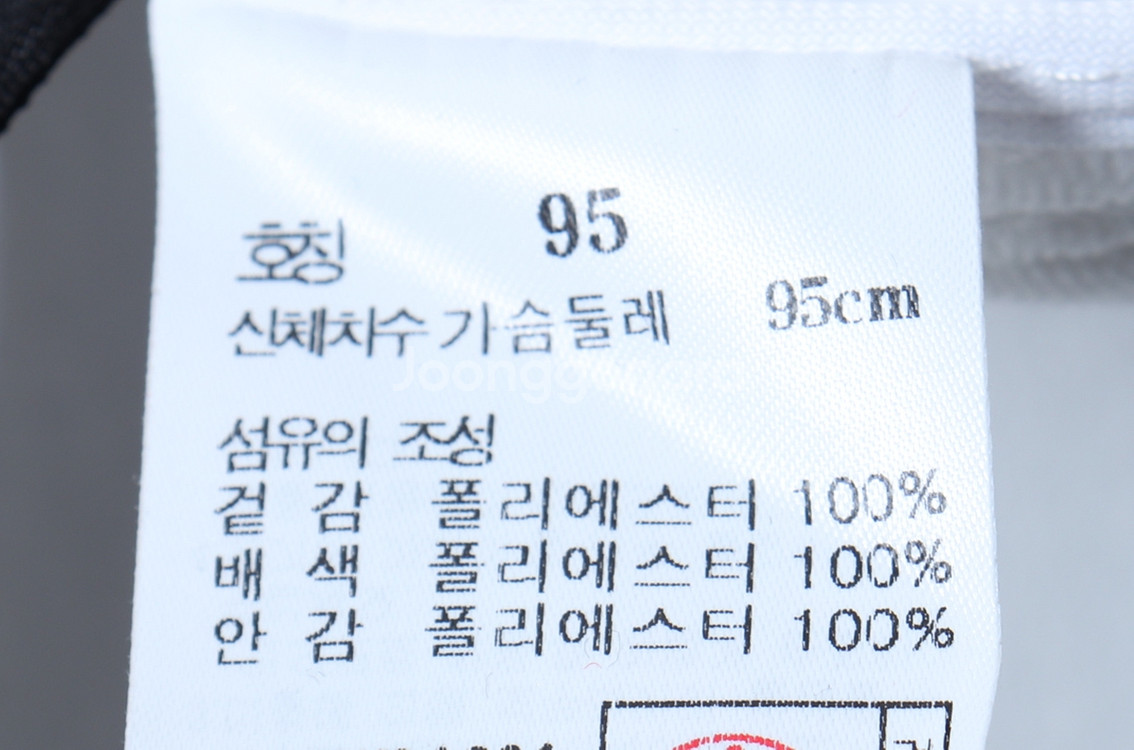 호칭 95
신체치수 가슴둘레 95cm
섬유의 조성
겉 감 폴리에스터 100%
배 색 폴리에스터 100%
안 감 폴리에스터 100%